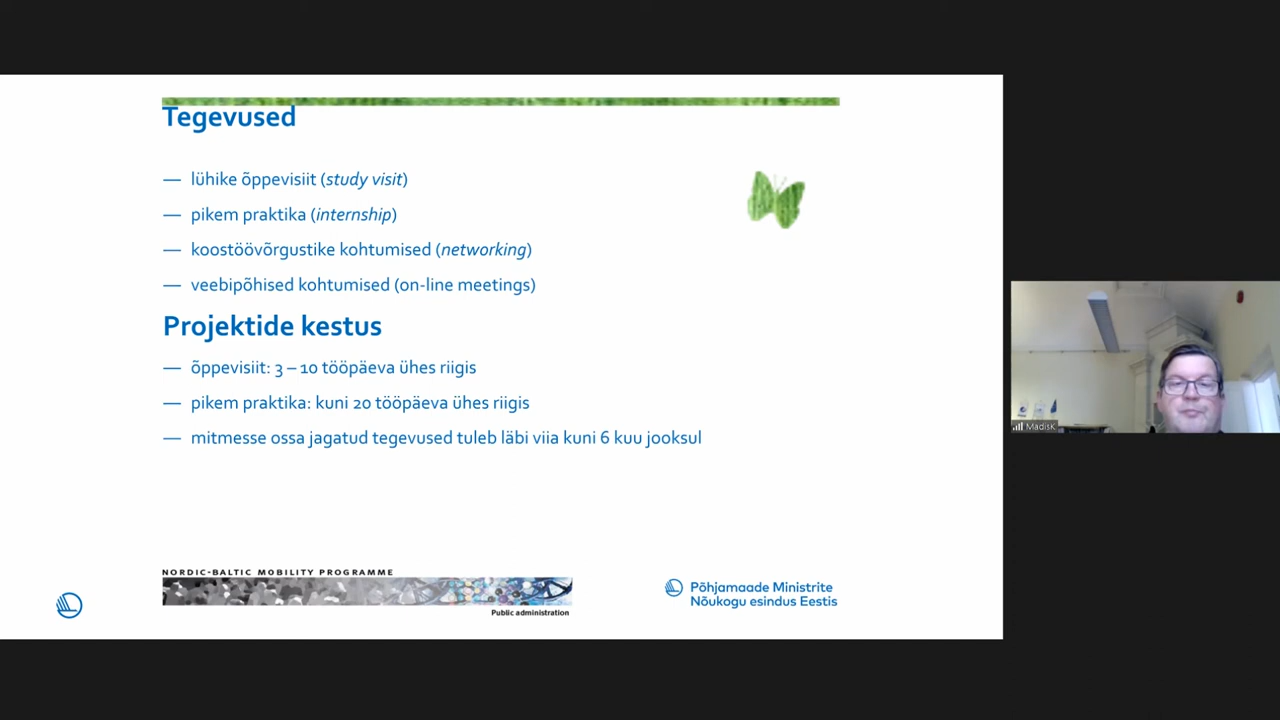 Tegevused
— lühike õppevisiit (study visit)
— pikem praktika (internship)
— koostöövõrgustike kohtumised (networking)
— veebipõhised kohtumised (on-line meetings)
Projektide kestus
— õppevisiit: 3 – 10 tööpäeva ühes riigis
— pikem praktika: kuni 20 tööpäeva ühes riigis
— mitmesse ossa jagatud tegevused tuleb läbi viia kuni 6 kuu jooksul
NORDIC-BALTIC MOBILITY PROGRAMME
Public administration
Põhjamaade Ministrite
Nõukogu esindus Eestis
MadisK